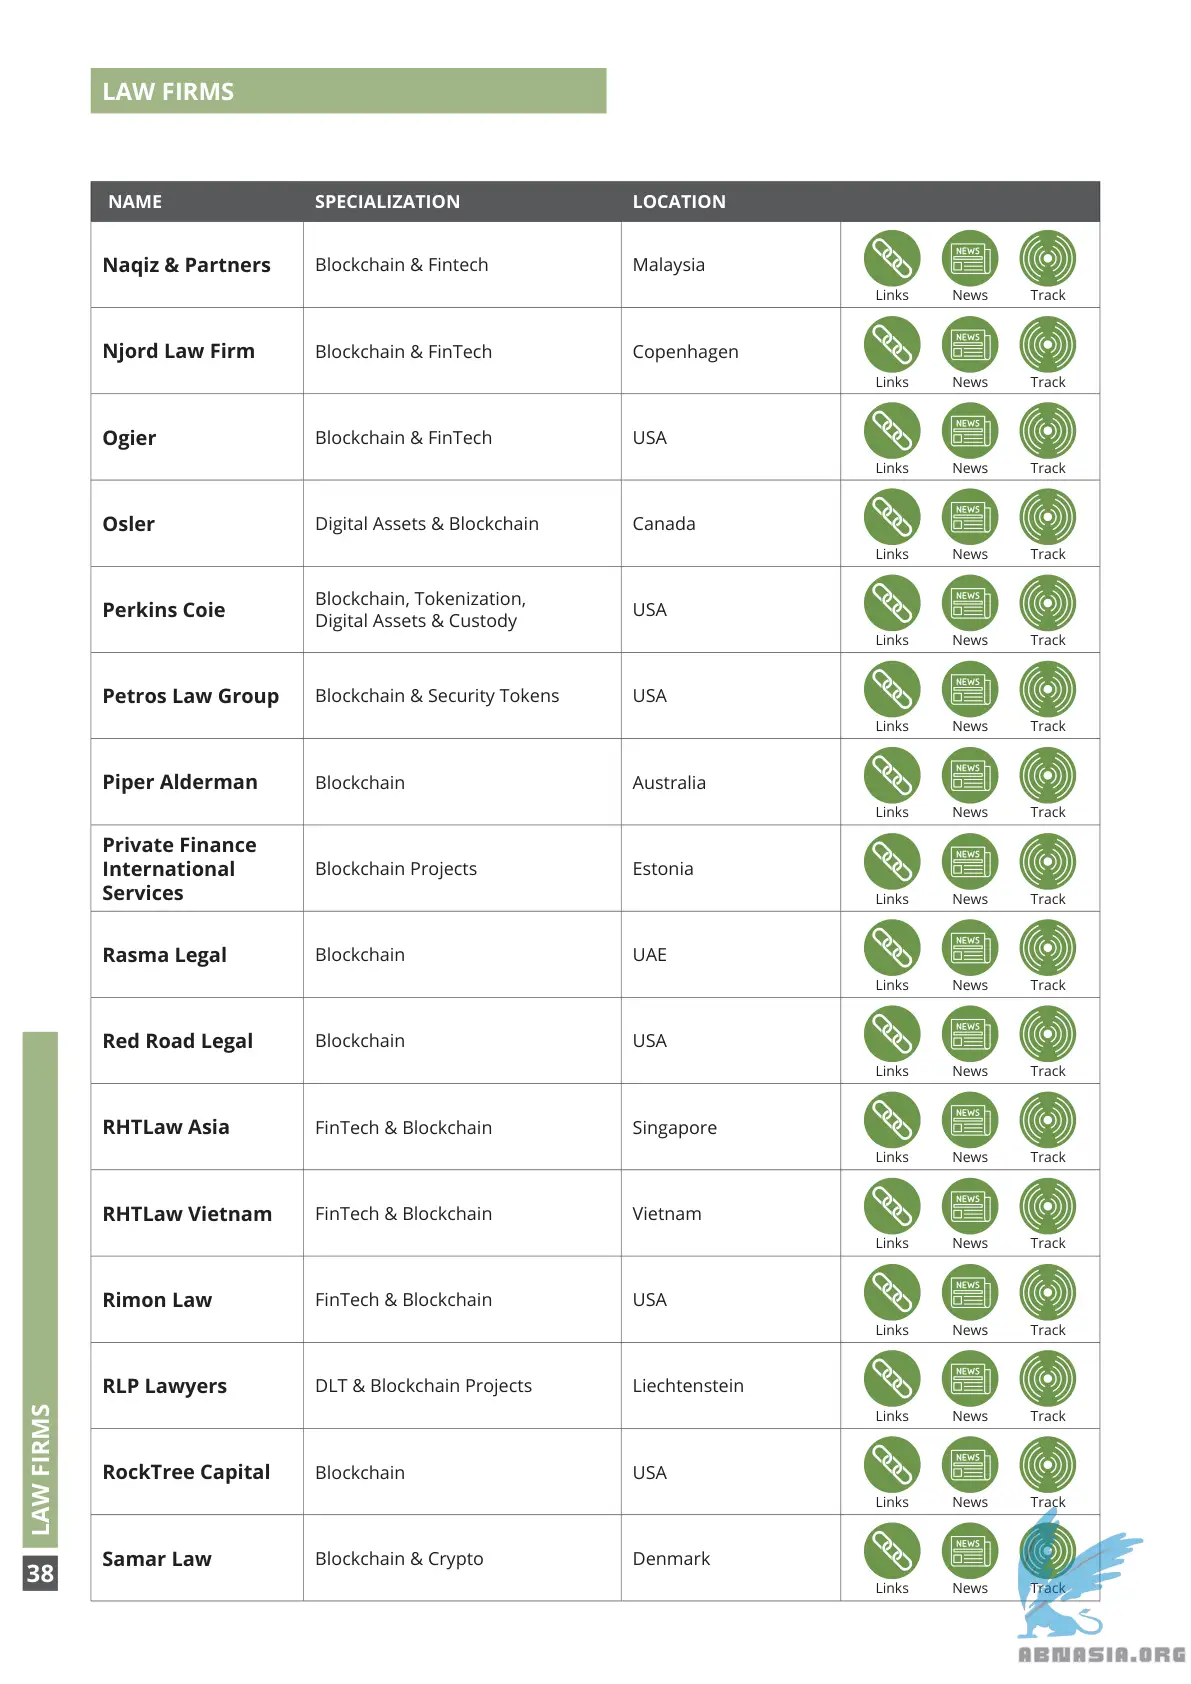 LAW FIRMS
NAME SPECIALIZATION LOCATION
Naqiz & Partners Blockchain & Fintech Malaysia
NEWS NEWS
Links News Track
Njord Law Firm Blockchain & FinTech Copenhagen
NEWS
Links News Track
Ogier Blockchain & FinTech USA
NEWS
Links News Track
Osler Digital Assets & Blockchain Canada
NEWS
Links News Track
Perkins Coie Blockchain, Tokenization,
Digital Assets & Custody USA
NEWS
Links News Track
Petros Law Group Blockchain & Security Tokens USA
NEWS
Links News Track
Piper Alderman Blockchain Australia
NEWS
Links News Track
Private Finance
International
Services Blockchain Projects Estonia
NEWS
Links News Track
Rasma Legal Blockchain UAE
NEWS
Links News Track
Red Road Legal Blockchain USA
NEWS
Links News Track
RHTLaw Asia FinTech & Blockchain Singapore
NEWS
Links News Track
RHTLaw Vietnam FinTech & Blockchain Vietnam
NEWS
Links News Track
Rimon Law FinTech & Blockchain USA
NEWS
Links News Track
RLP Lawyers DLT & Blockchain Projects Liechtenstein
NEWS
Links News Track
RockTree Capital Blockchain USA
NEWS
Links News Track
Samar Law Blockchain & Crypto Denmark
NEWS
Links News Track
LAW FIRMS
38
ABNASIA.ORG